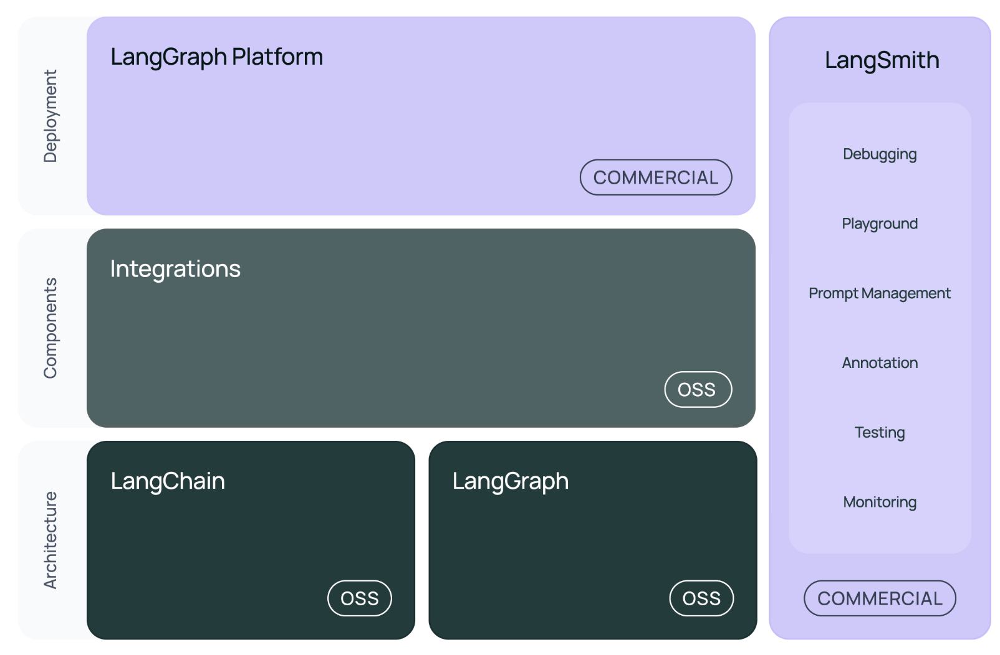 Deployment
LangGraph Platform
COMMERCIAL
Components
Integrations
OSS
Architecture
LangChain
OSS
LangGraph
OSS
LangSmith
Debugging
Playground
Prompt Management
Annotation
Testing
Monitoring
COMMERCIAL